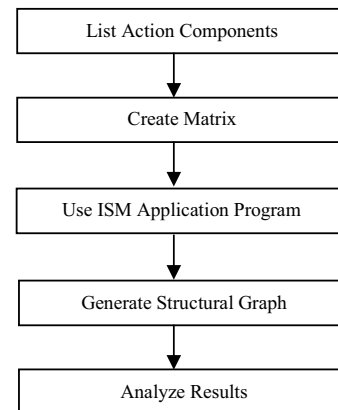 List Action Components
Create Matrix
Use ISM Application Program
Generate Structural Graph
Analyze Results